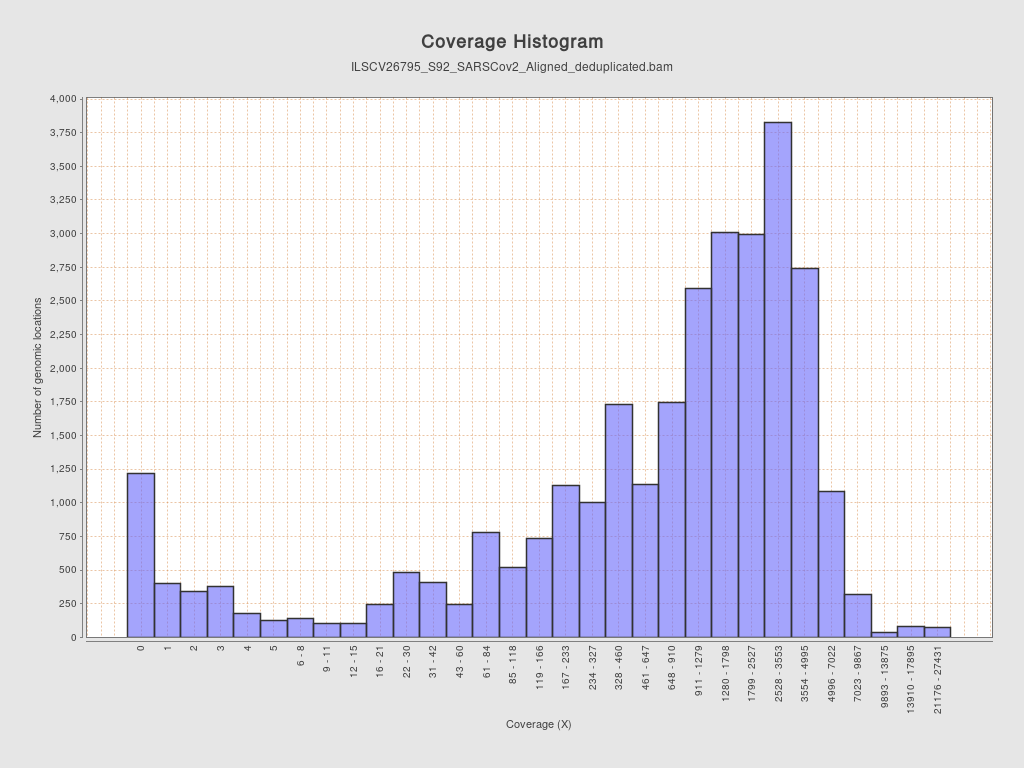 Coverage Histogram
ILSCV26795_S92_SARSCov2_Aligned_deduplicated.bam
4,000
3,750
3,500
3,250
3,000
2,750
2,500
2,250
2,000
1,750
1,500
1,250
1,000
750
500
250
0
Number of genomic locations
0
1
2
3
4
5
6 - 8
9 - 11
12 - 15
16 - 21
22 - 30
31 - 42
43 - 60
61 - 84
85 - 118
119 - 166
167 - 233
234 - 327
328 - 460
461 - 647
648 - 910
911 - 1279
1280 - 1798
1799 - 2527
2528 - 3553
3554 - 4995
4996 - 7022
7023 - 9867
9893 - 13875
13910 - 17895
21176 - 27431
Coverage (X)